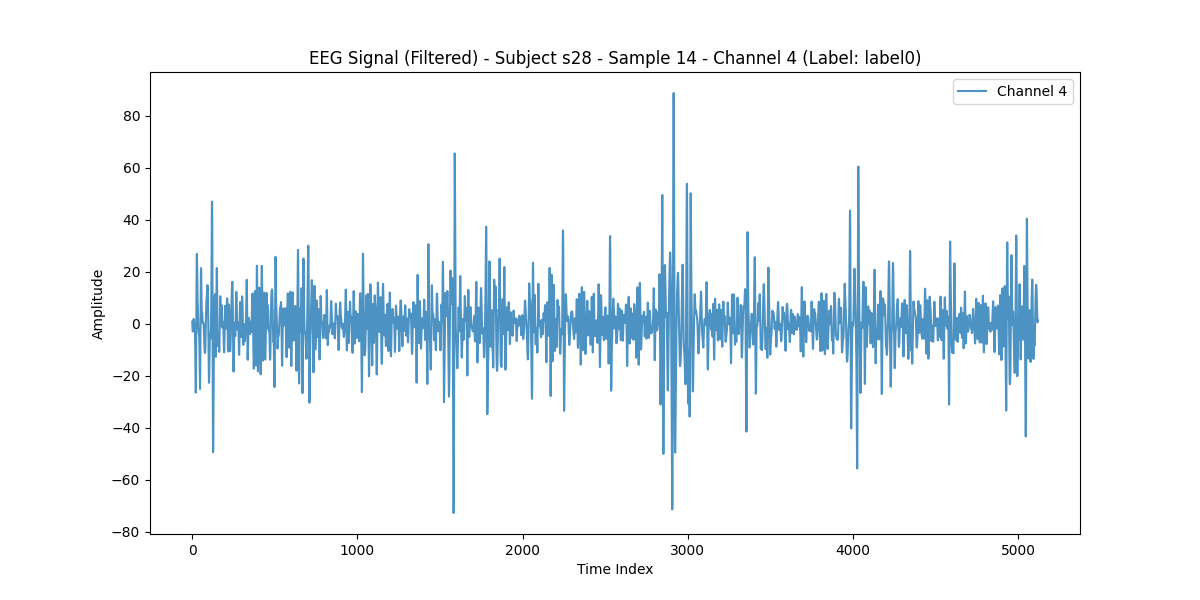 EEG Signal (Filtered) - Subject s28 - Sample 14 - Channel 4 (Label: label0)
Channel 4
80
60
40
20
0
−20
−40
−60
−80
Amplitude
0 1000 2000 3000 4000 5000
Time Index